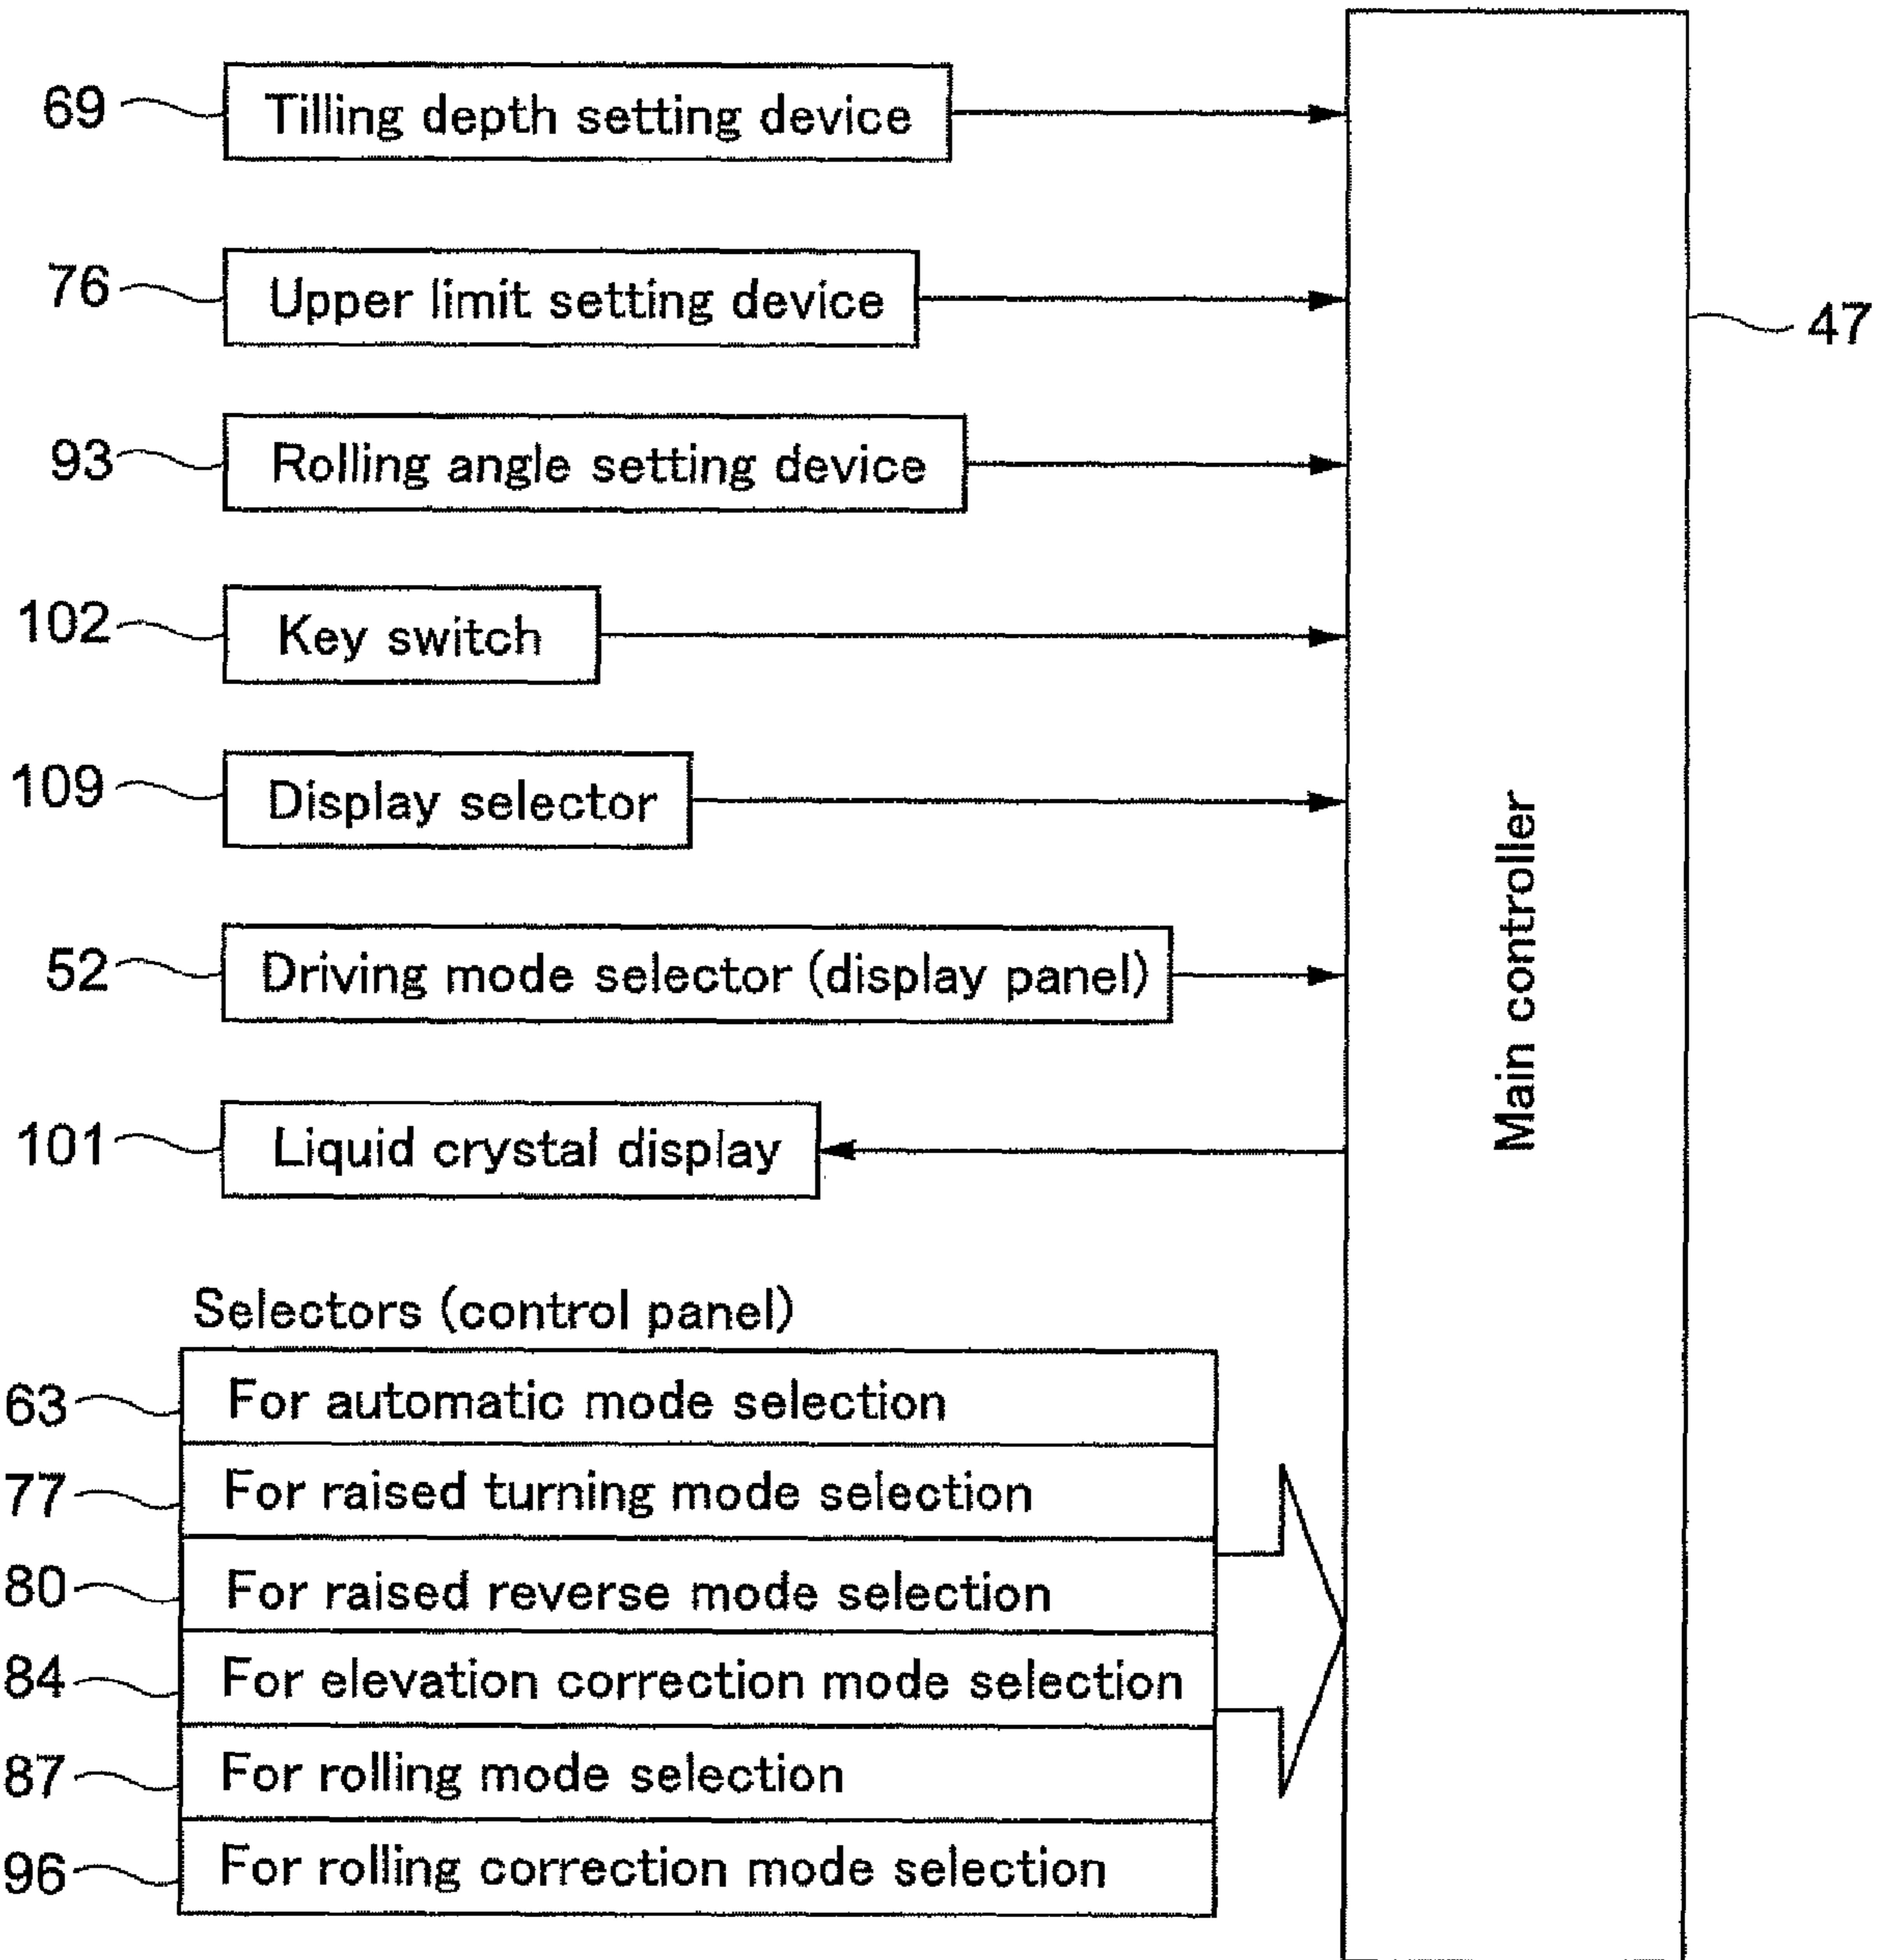 69 Tilling depth setting device
76 Upper limit setting device
47
93 Rolling angle setting device
102 Key switch
109 Display selector
Main controller
52 Driving mode selector (display panel)
101 Liquid crystal display
Selectors (control panel)
63 For automatic mode selection
77 For raised turning mode selection
80 For raised reverse mode selection
84 For elevation correction mode selection
87 For rolling mode selection
96 For rolling correction mode selection